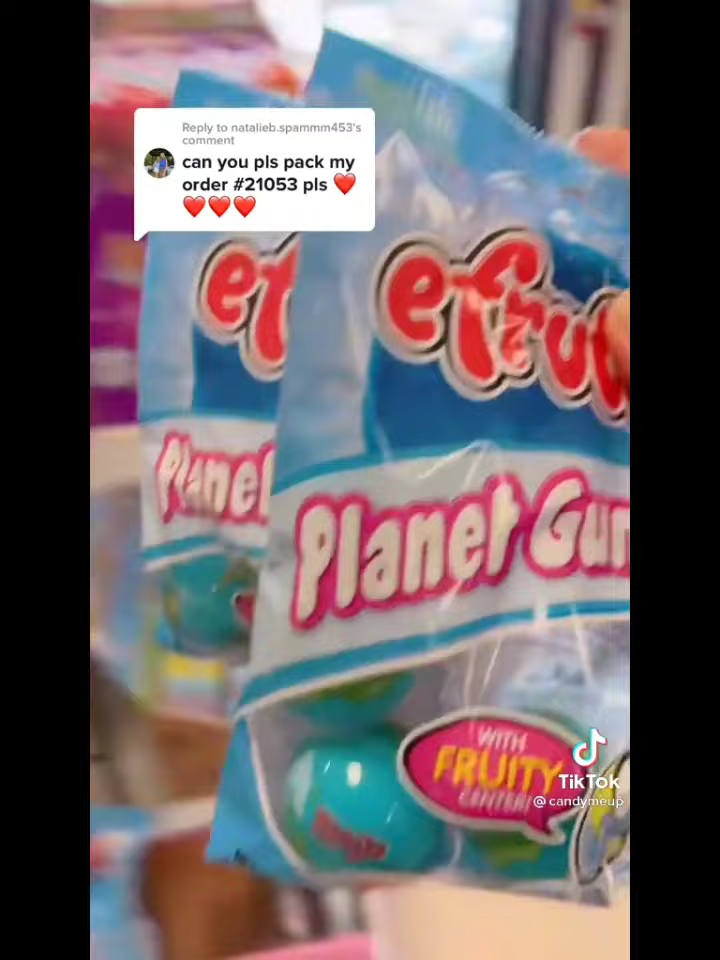 Reply to natalieb.spammm453's
comment
can you pls pack my
order #21053 pls ❤️
❤️❤️❤️
efrut
Planet Gum
WITH
FRUITY
CENTER!
TikTok
@candymeup